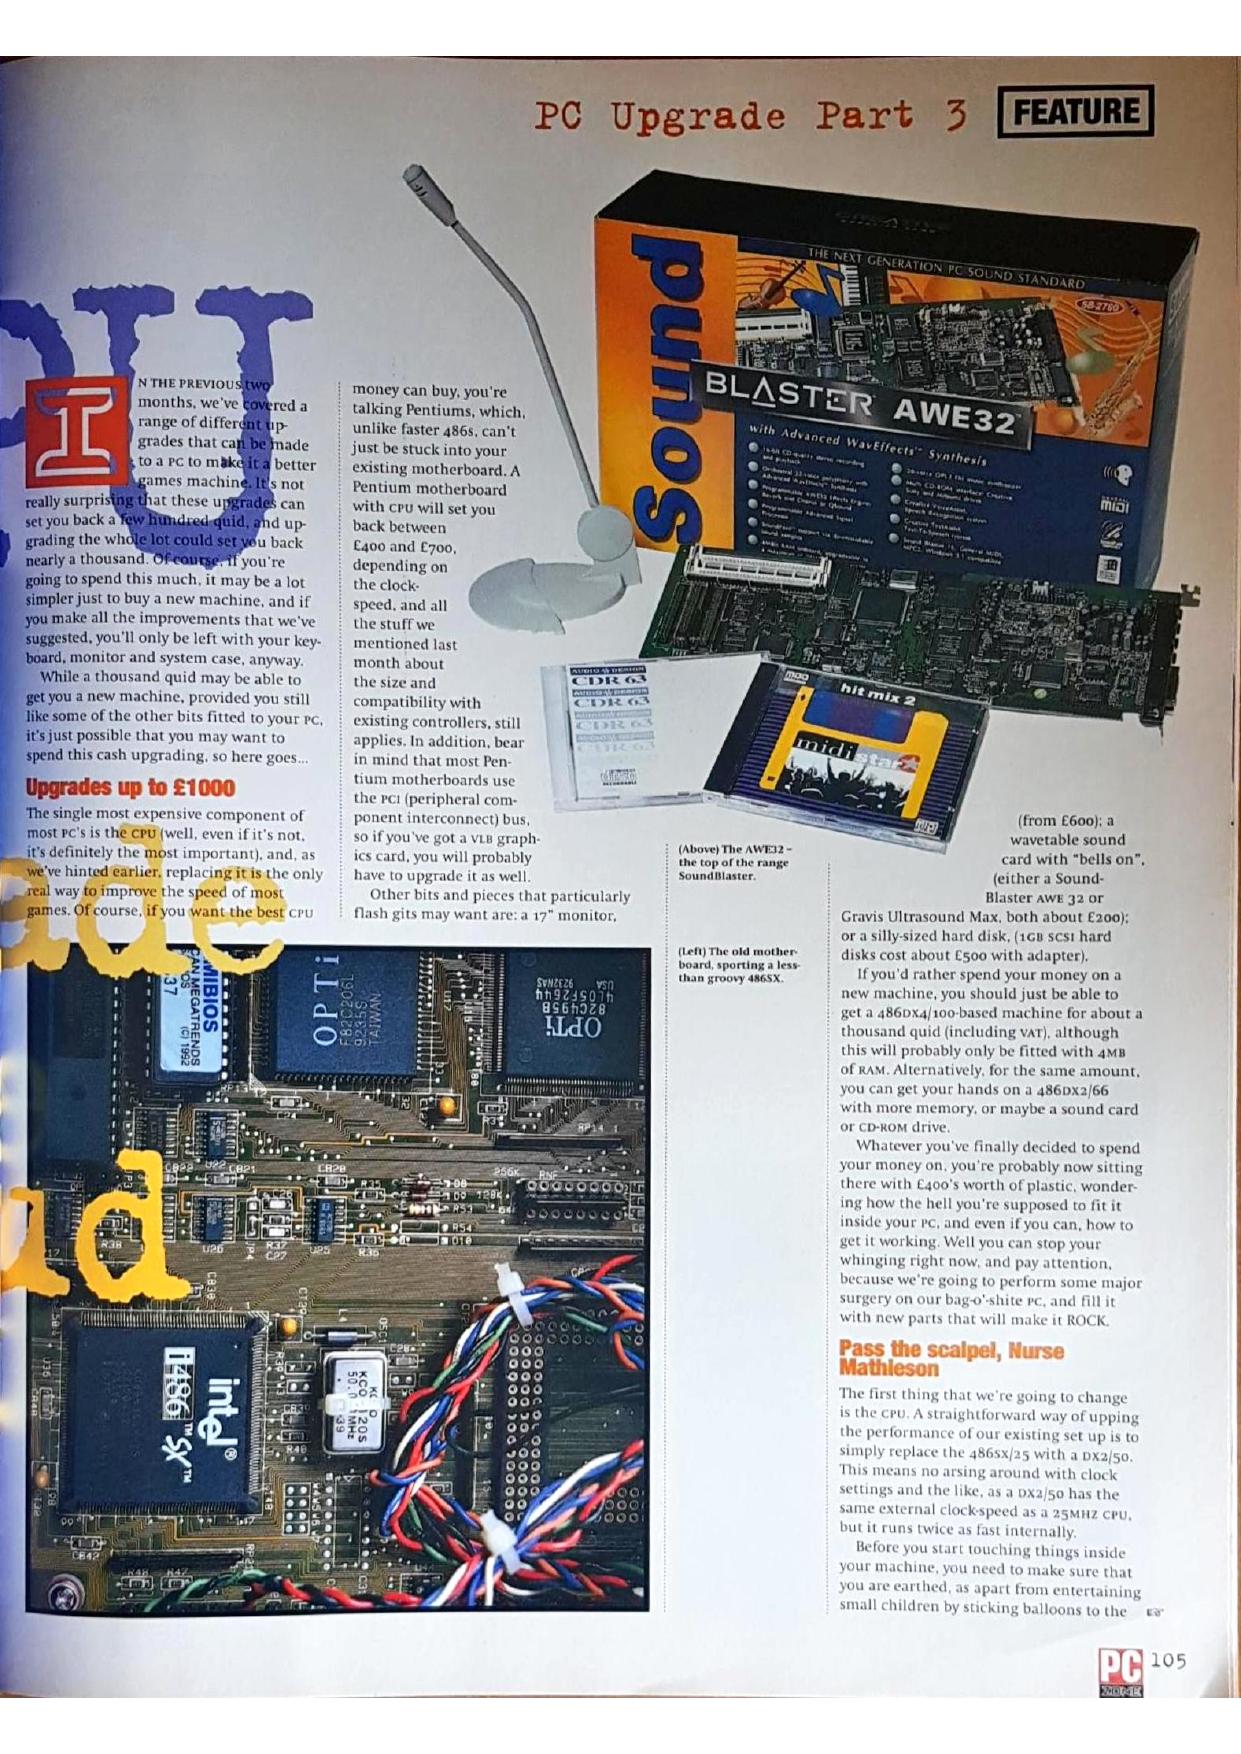 PC Upgrade Part 3 FEATURE
PU
IN THE PREVIOUS two
months, we've covered a
range of different up-
grades that can be made
to a PC to make it a better
games machine. It's not
really surprising that these upgrades can
set you back a few hundred quid, and up-
grading the whole lot could set you back
nearly a thousand. Of course, if you're
going to spend this much, it may be a lot
simpler just to buy a new machine, and if
you make all the improvements that we've
suggested, you'll only be left with your key-
board, monitor and system case, anyway.
While a thousand quid may be able to
get you a new machine, provided you still
like some of the other bits fitted to your PC,
it's just possible that you may want to
spend this cash upgrading, so here goes...
Upgrades up to £1000
The single most expensive component of
most PC's is the CPU (well, even if it's not,
it's definitely the most important), and, as
we've hinted earlier, replacing it is the only
real way to improve the speed of most
games. Of course, if you want the best CPU
money can buy, you're
talking Pentiums, which,
unlike faster 486s, can't
just be stuck into your
existing motherboard. A
Pentium motherboard
with CPU will set you
back between
£400 and £700,
depending on
the clock-
speed, and all
the stuff we
mentioned last
month about
the size and
compatibility with
existing controllers, still
applies. In addition, bear
in mind that most Pen-
tium motherboards use
the PCI (peripheral com-
ponent interconnect) bus,
so if you've got a VLB graph-
ics card, you will probably
have to upgrade it as well.
Other bits and pieces that particularly
flash gits may want are: a 17" monitor,
(from £600); a
wavetable sound
card with "bells on",
(either a Sound-
Blaster AWE 32 or
Gravis Ultrasound Max, both about £200);
or a silly-sized hard disk, (1GB SCSI hard
disks cost about £500 with adapter).
If you'd rather spend your money on a
new machine, you should just be able to
get a 486DX4/100-based machine for about a
thousand quid (including VAT), although
this will probably only be fitted with 4MB
of RAM. Alternatively, for the same amount,
you can get your hands on a 486DX2/66
with more memory, or maybe a sound card
or CD-ROM drive.
Whatever you've finally decided to spend
your money on, you're probably now sitting
there with £400's worth of plastic, wonder-
ing how the hell you're supposed to fit it
inside your PC, and even if you can, how to
get it working. Well you can stop your
whinging right now, and pay attention,
because we're going to perform some major
surgery on our bag-o'-shite PC, and fill it
with new parts that will make it ROCK.
Pass the scalpel, Nurse
Mathieson
The first thing that we're going to change
is the CPU. A straightforward way of upping
the performance of our existing set up is to
simply replace the 486SX/25 with a DX2/50.
This means no arsing around with clock
settings and the like, as a DX2/50 has the
same external clock-speed as a 25MHZ CPU,
but it runs twice as fast internally.
Before you start touching things inside
your machine, you need to make sure that
you are earthed, as apart from entertaining
small children by sticking balloons to the
(Above) The AWE32 –
the top of the range
SoundBlaster.
(Left) The old mother-
board, sporting a less-
than groovy 486SX.
THE NEXT GENERATION PC SOUND STANDARD
SB-2760
Sound
BLASTER AWE32
with Advanced WavEffects™ Synthesis
midi
AUDIO DESIGN
CDR 63
CDR 63
CDR 63
CDR 63
hit mix 2
midi star
ade
ud
OPTi
F82C206L
9235S
TAIWAN
OPTi
82C495B
USA
(C) 1992
256K
128K
C828
intel®
i486™ SX™
PC
ZONE
105